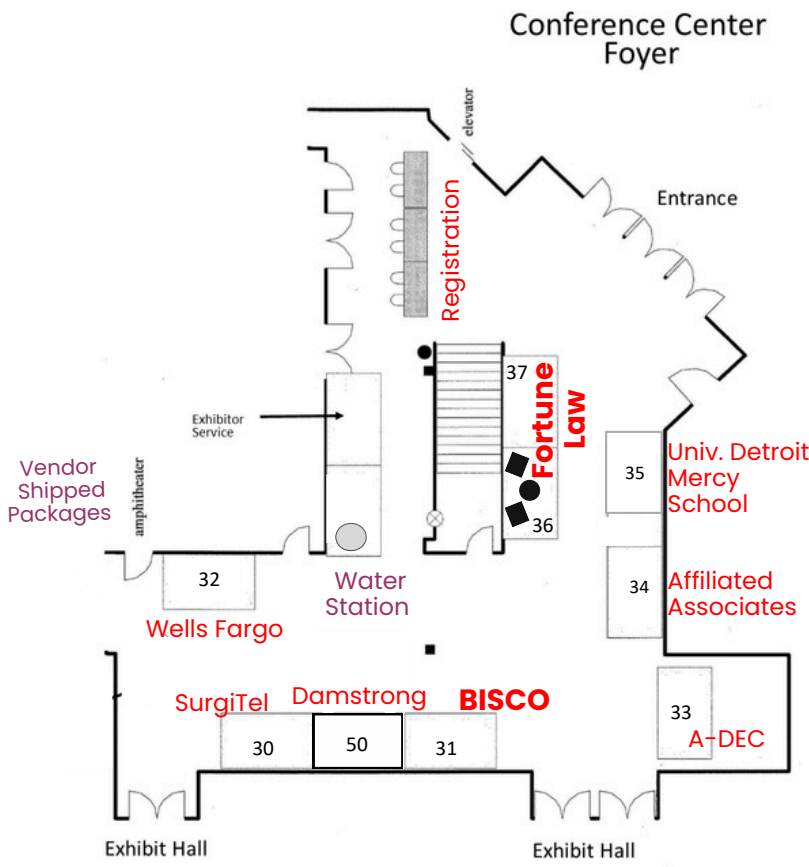 Conference Center
Foyer
elevator
Entrance
Registration
37
Fortune
Law
Exhibitor
Service
Vendor
Shipped
Packages
amphitheater
35
Univ. Detroit
Mercy
School
36
32
Water
Station
34
Affiliated
Associates
Wells Fargo
SurgiTel
Damstrong
BISCO
33
A-DEC
30
50
31
Exhibit Hall
Exhibit Hall